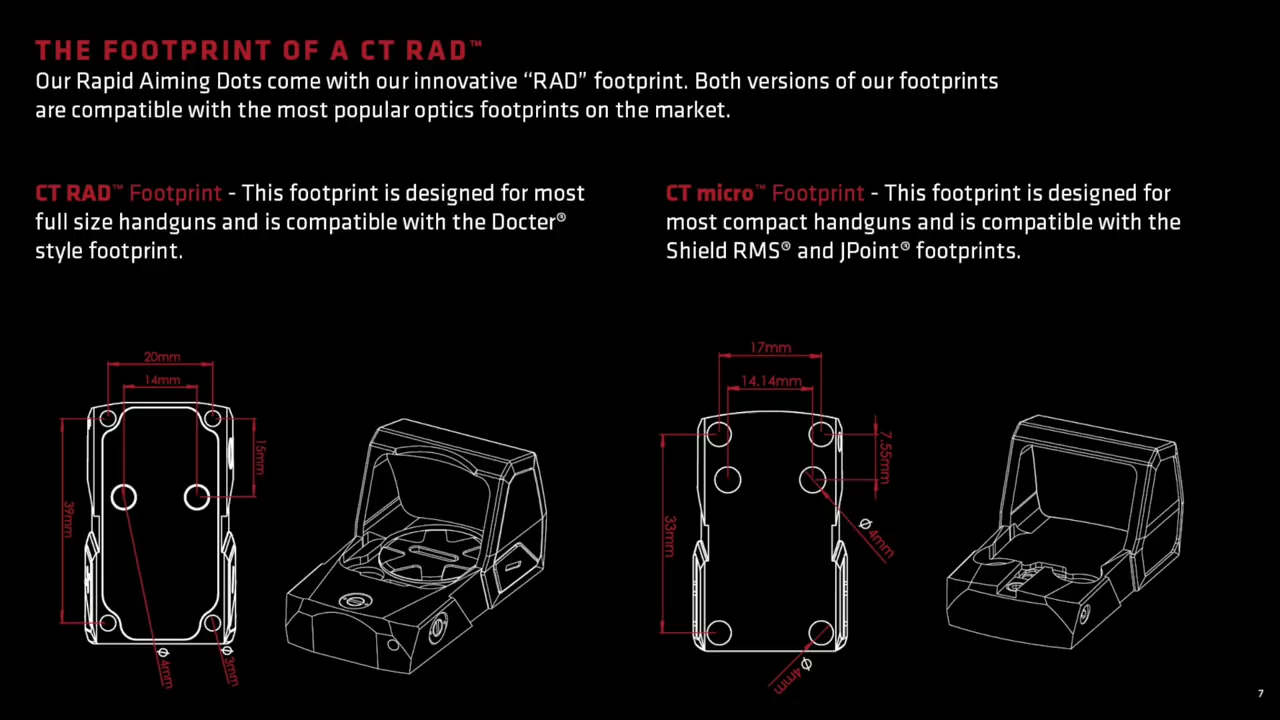 THE FOOTPRINT OF A CT RAD™
Our Rapid Aiming Dots come with our innovative “RAD” footprint. Both versions of our footprints
are compatible with the most popular optics footprints on the market.
CT RAD™ Footprint - This footprint is designed for most
full size handguns and is compatible with the Docter®
style footprint.
CT micro™ Footprint - This footprint is designed for
most compact handguns and is compatible with the
Shield RMS® and JPoint® footprints.
20mm
14mm
15mm
39mm
Ø 4mm
Ø 3mm
17mm
14.14mm
7.55mm
33mm
Ø 4mm
Ø 4mm
7